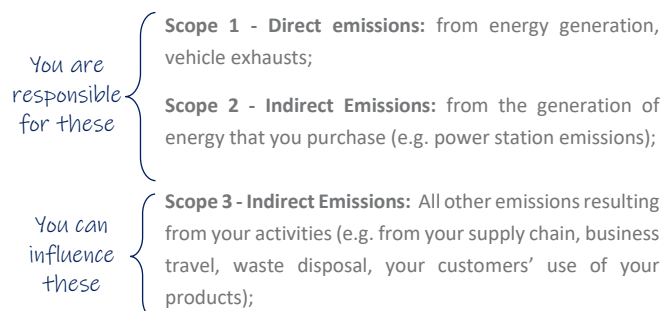 You are
responsible
for these
Scope 1 - Direct emissions: from energy generation,
vehicle exhausts;
Scope 2 - Indirect Emissions: from the generation of
energy that you purchase (e.g. power station emissions);
You can
influence
these
Scope 3 - Indirect Emissions: All other emissions resulting
from your activities (e.g. from your supply chain, business
travel, waste disposal, your customers’ use of your
products);